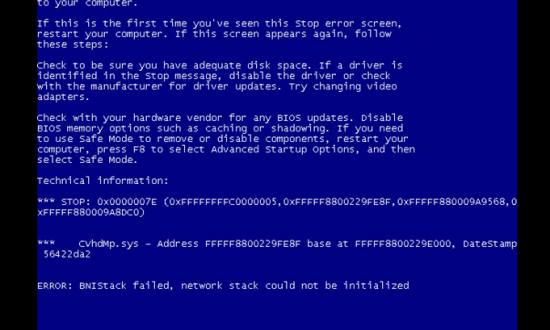 to your computer.
If this is the first time you've seen this Stop error screen,
restart your computer. If this screen appears again, follow
these steps:
Check to be sure you have adequate disk space. If a driver is
identified in the Stop message, disable the driver or check
with the manufacturer for driver updates. Try changing video
adapters.
Check with your hardware vendor for any BIOS updates. Disable
BIOS memory options such as caching or shadowing. If you need
to use Safe Mode to remove or disable components, restart your
computer, press F8 to select Advanced Startup Options, and then
select Safe Mode.
Technical information:
*** STOP: 0x0000007E (0xFFFFFFFFC0000005,0xFFFFF8800229FE8F,0xFFFFF880009A9568,0
xFFFFF880009A8DC0)
*** CVhdMp.sys - Address FFFFF8800229FE8F base at FFFFF8800229E000, DateStamp
56422da2
ERROR: BNIStack failed, network stack could not be initialized